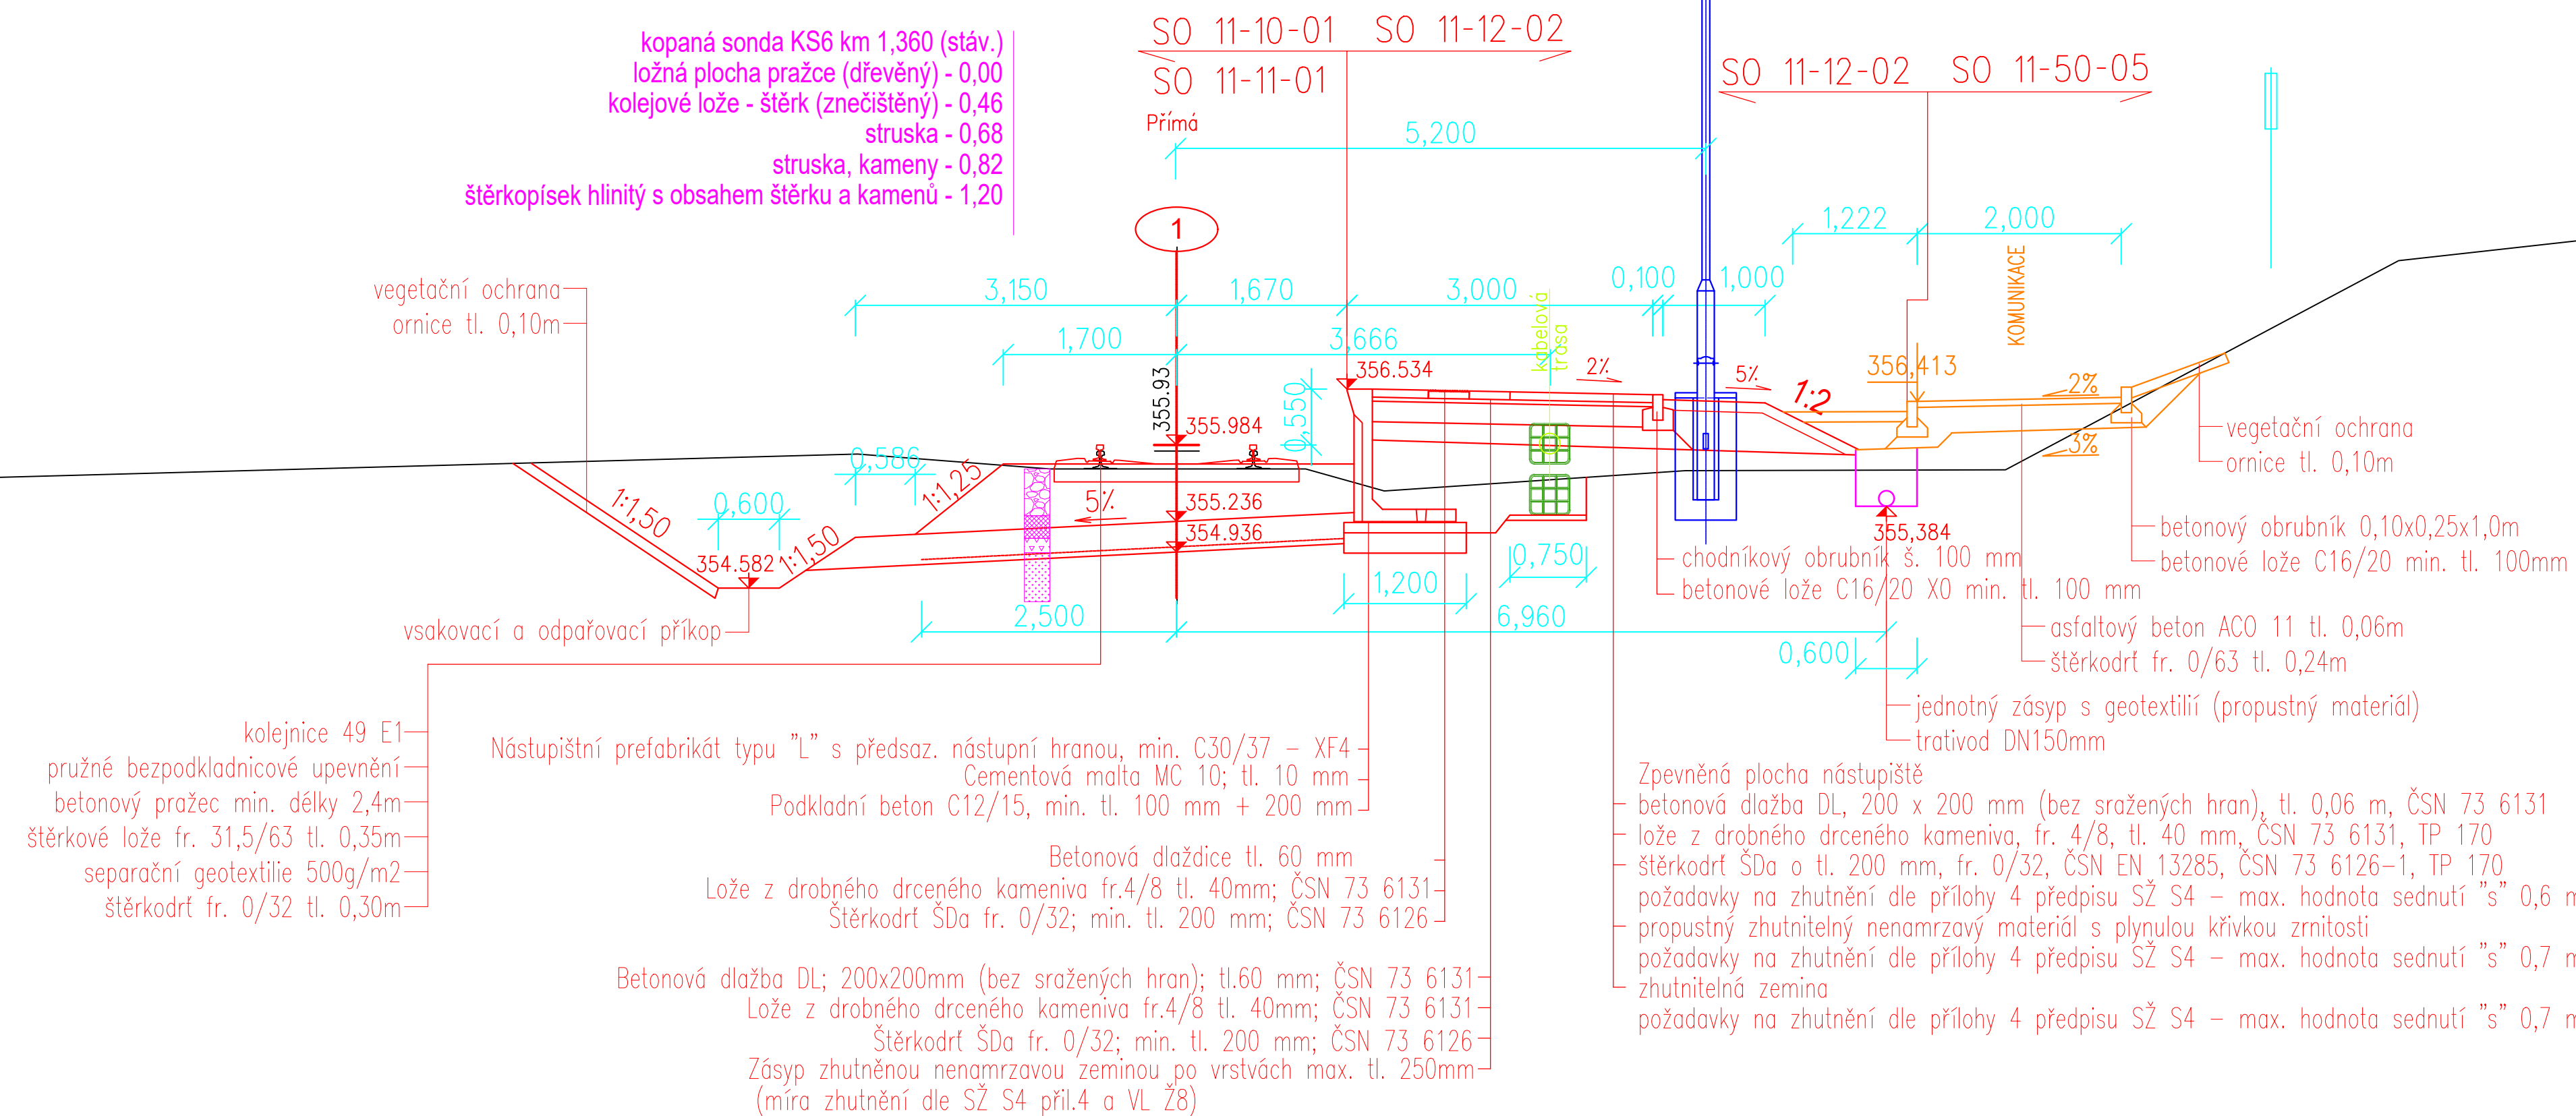 kopaná sonda KS6 km 1,360 (stáv.)
ložná plocha pražce (dřevěný) - 0,00
kolejové lože - štěrk (znečištěný) - 0,46
struska - 0,68
struska, kameny - 0,82
štěrkopísek hlinitý s obsahem štěrku a kamenů - 1,20
SO 11-10-01 SO 11-12-02
SO 11-11-01
Přímá
SO 11-12-02 SO 11-50-05
5,200
1
1,222
2,000
KOMUNIKACE
3,150
1,670
3,000
0,100
1,000
kabelová
trasa
vegetační ochrana
ornice tl. 0,10m
1,700
3,666
355.93
356.534
2%
5%
1:2
356,413
2%
3%
0,550
355.984
0,586
1:1,25
1:1,50
0,600
5%
355.236
354.936
354.582
1:1,50
355,384
vegetační ochrana
ornice tl. 0,10m
betonový obrubník 0,10x0,25x1,0m
betonové lože C16/20 min. tl. 100mm
0,750
1,200
chodníkový obrubník š. 100 mm
betonové lože C16/20 X0 min. tl. 100 mm
2,500
6,960
0,600
vsakovací a odpařovací příkop
asfaltový beton ACO 11 tl. 0,06m
štěrkodrť fr. 0/63 tl. 0,24m
jednotný zásyp s geotextilií (propustný materiál)
trativod DN150mm
kolejnice 49 E1
pružné bezpodkladnicové upevnění
betonový pražec min. délky 2,4m
štěrkové lože fr. 31,5/63 tl. 0,35m
separační geotextilie 500g/m2
štěrkodrť fr. 0/32 tl. 0,30m
Nástupištní prefabrikát typu "L" s předsaz. nástupní hranou, min. C30/37 – XF4
Cementová malta MC 10; tl. 10 mm
Podkladní beton C12/15, min. tl. 100 mm + 200 mm
Betonová dlaždice tl. 60 mm
Lože z drobného drceného kameniva fr.4/8 tl. 40mm; ČSN 73 6131
Štěrkodrť ŠDa fr. 0/32; min. tl. 200 mm; ČSN 73 6126
Betonová dlažba DL; 200x200mm (bez sražených hran); tl.60 mm; ČSN 73 6131
Lože z drobného drceného kameniva fr.4/8 tl. 40mm; ČSN 73 6131
Štěrkodrť ŠDa fr. 0/32; min. tl. 200 mm; ČSN 73 6126
Zásyp zhutněnou nenamrzavou zeminou po vrstvách max. tl. 250mm
(míra zhutnění dle SŽ S4 příl.4 a VL Ž8)
Zpevněná plocha nástupiště
betonová dlažba DL, 200 x 200 mm (bez sražených hran), tl. 0,06 m, ČSN 73 6131
lože z drobného drceného kameniva, fr. 4/8, tl. 40 mm, ČSN 73 6131, TP 170
štěrkodrť ŠDa o tl. 200 mm, fr. 0/32, ČSN EN 13285, ČSN 73 6126-1, TP 170
požadavky na zhutnění dle přílohy 4 předpisu SŽ S4 – max. hodnota sednutí "s" 0,6
propustný zhutnitelný nenamrzavý materiál s plynulou křivkou zrnitosti
požadavky na zhutnění dle přílohy 4 předpisu SŽ S4 – max. hodnota sednutí "s" 0,7
zhutnitelná zemina
požadavky na zhutnění dle přílohy 4 předpisu SŽ S4 – max. hodnota sednutí "s" 0,7